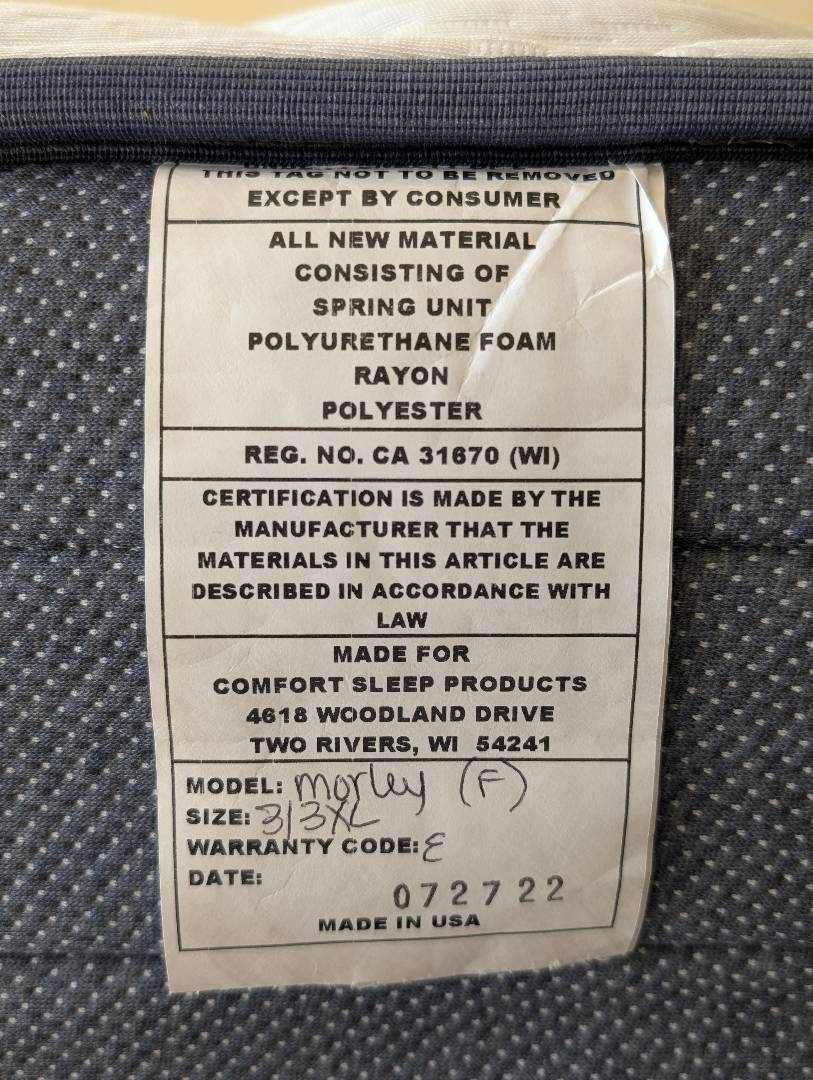 THIS TAG NOT TO BE REMOVED
EXCEPT BY CONSUMER
ALL NEW MATERIAL
CONSISTING OF
SPRING UNIT
POLYURETHANE FOAM
RAYON
POLYESTER
REG. NO. CA 31670 (WI)
CERTIFICATION IS MADE BY THE
MANUFACTURER THAT THE
MATERIALS IN THIS ARTICLE ARE
DESCRIBED IN ACCORDANCE WITH
LAW
MADE FOR
COMFORT SLEEP PRODUCTS
4618 WOODLAND DRIVE
TWO RIVERS, WI 54241
MODEL: Morley (F)
SIZE: 3/3XL
WARRANTY CODE: E
DATE: 072722
MADE IN USA